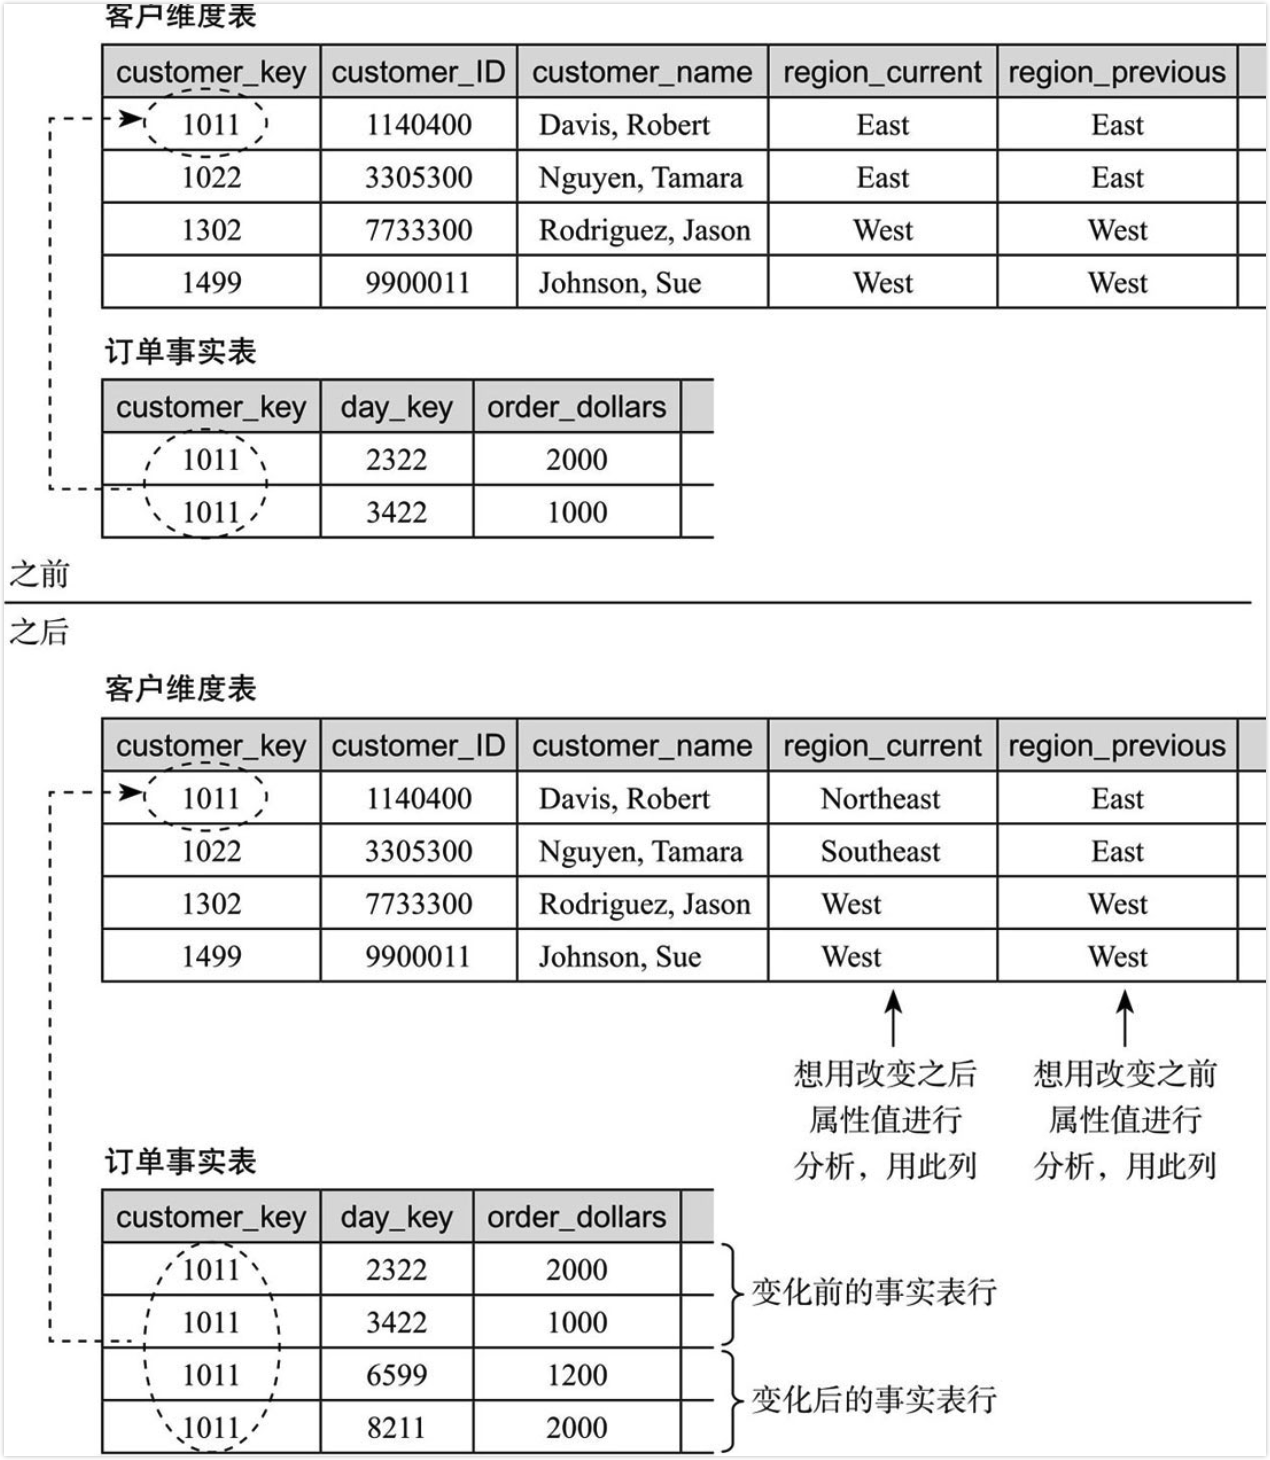 客户维度表
customer_key customer_ID customer_name region_current region_previous
1011 1140400 Davis, Robert East East
1022 3305300 Nguyen, Tamara East East
1302 7733300 Rodriguez, Jason West West
1499 9900011 Johnson, Sue West West
订单事实表
customer_key day_key order_dollars
1011 2322 2000
1011 3422 1000
之前
之后
客户维度表
customer_key customer_ID customer_name region_current region_previous
1011 1140400 Davis, Robert Northeast East
1022 3305300 Nguyen, Tamara Southeast East
1302 7733300 Rodriguez, Jason West West
1499 9900011 Johnson, Sue West West
想用改变之后
属性值进行
分析，用此列
想用改变之前
属性值进行
分析，用此列
订单事实表
customer_key day_key order_dollars
1011 2322 2000
1011 3422 1000
1011 6599 1200
1011 8211 2000
变化前的事实表行
变化后的事实表行